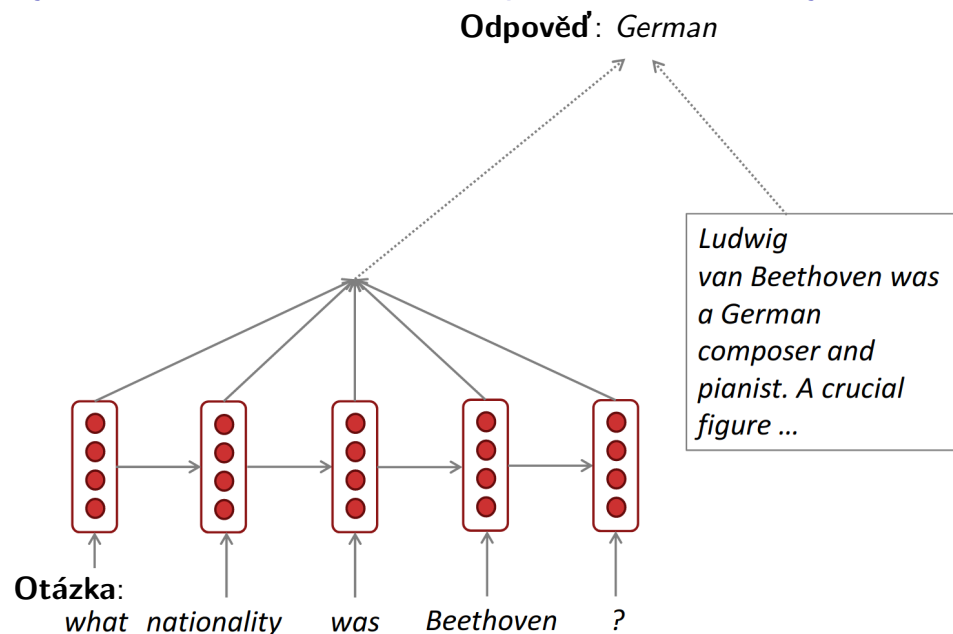 Odpověď: German
Ludwig
van Beethoven was
a German
composer and
pianist. A crucial
figure ...
Otázka:
what nationality was Beethoven ?